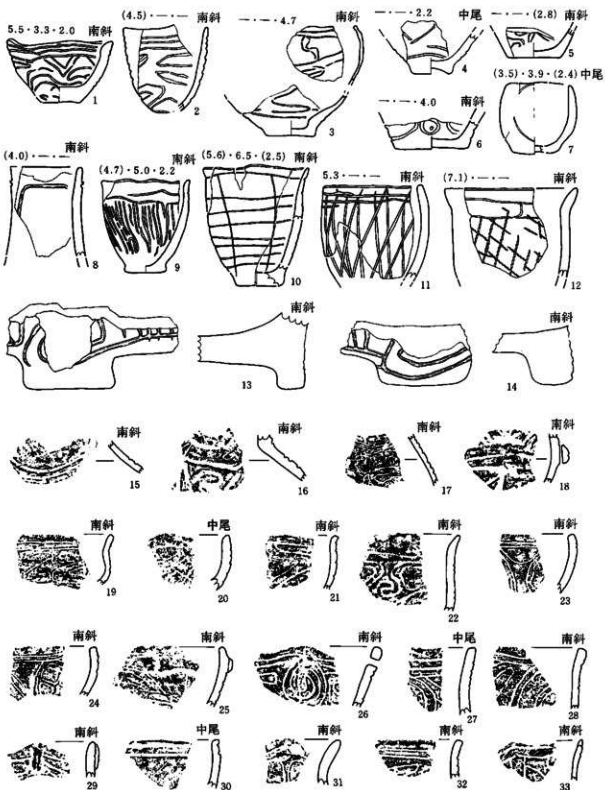 5.5・3.3・2.0 南斜
1
(4.5)・―・― 南斜
2
―・―・4.7 南斜
3
―・―・2.2 中尾
4
―・―・(2.8) 南斜
5
―・―・4.0 南斜
6
(3.5)・3.9・(2.4) 中尾
7
(4.0)・―・― 南斜
8
(4.7)・5.0・2.2 南斜
9
(5.6)・6.5・(2.5) 南斜
10
5.3・―・― 南斜
11
(7.1)・―・― 南斜
12
南斜
13
南斜
14
南斜
15
南斜
16
南斜
17
南斜
18
南斜
19
中尾
20
南斜
21
南斜
22
南斜
23
南斜
24
南斜
25
南斜
26
中尾
27
南斜
28
南斜
29
中尾
30
南斜
31
南斜
32
南斜
33